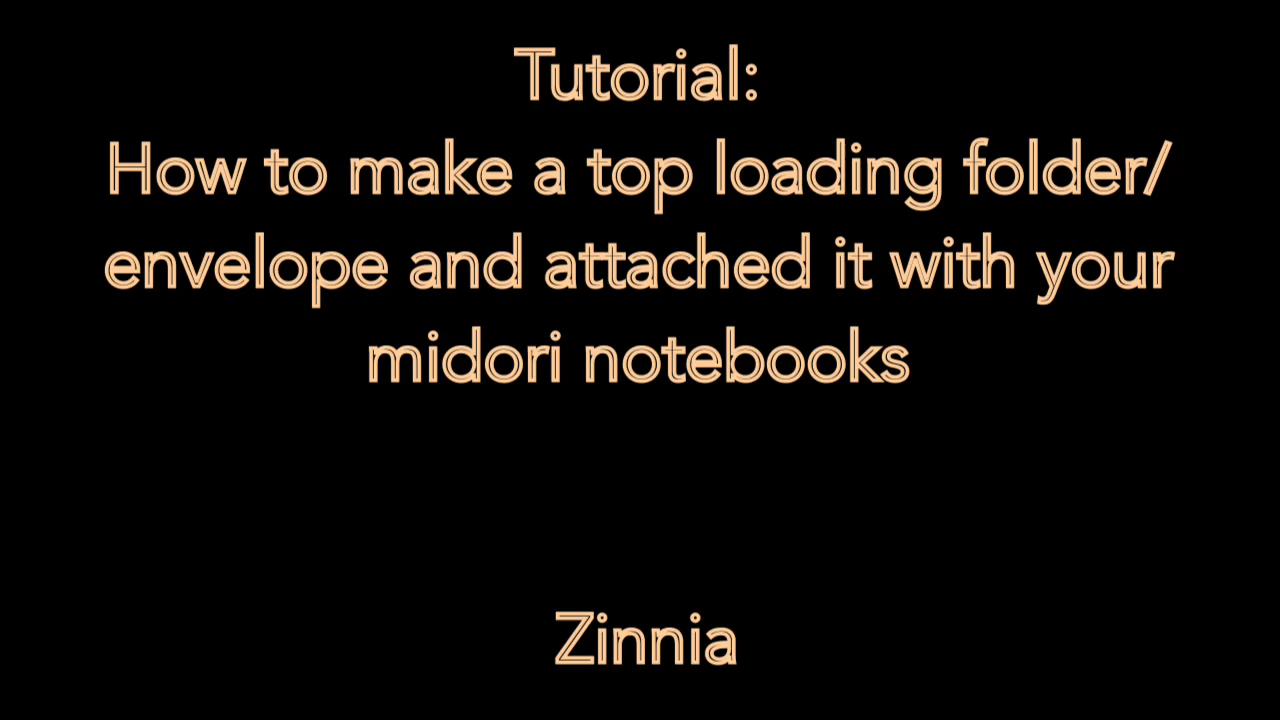 Tutorial:
How to make a top loading folder/
envelope and attached it with your
midori notebooks
Zinnia